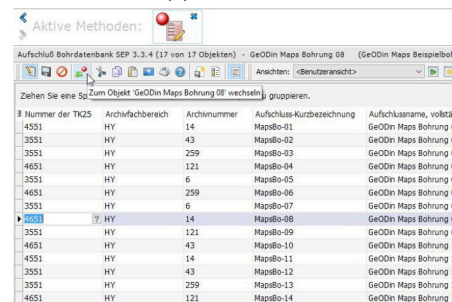 Aktive Methoden:
Aufschluß Bohrdatenbank SEP 3.3.4 (17 von 17 Objekten) - GeODin Maps Bohrung 08 (GeODin Maps Beispielboh
Ansichten: <Benutzeransicht>
Zum Objekt 'GeODin Maps Bohrung 08' wechseln
Ziehen Sie eine Sp u gruppieren.
Nummer der TK25 Archivfachbereich Archivnummer Aufschluss-Kurzbezeichnung Aufschlussname, vollstä
4551 HY 14 MapsBo-01 GeODin Maps Bohrung
3551 HY 43 MapsBo-02 GeODin Maps Bohrung
3551 HY 259 MapsBo-03 GeODin Maps Bohrung
4651 HY 121 MapsBo-04 GeODin Maps Bohrung
3551 HY 6 MapsBo-05 GeODin Maps Bohrung
4651 HY 259 MapsBo-06 GeODin Maps Bohrung
3551 HY 6 MapsBo-07 GeODin Maps Bohrung
4651 ? HY 14 MapsBo-08 GeODin Maps Bohrung
3551 HY 121 MapsBo-09 GeODin Maps Bohrung
4651 HY 43 MapsBo-10 GeODin Maps Bohrung
4551 HY 14 MapsBo-11 GeODin Maps Bohrung
3551 HY 43 MapsBo-12 GeODin Maps Bohrung
3551 HY 259 MapsBo-13 GeODin Maps Bohrung
4651 HY 121 MapsBo-14 GeODin Maps Bohrung